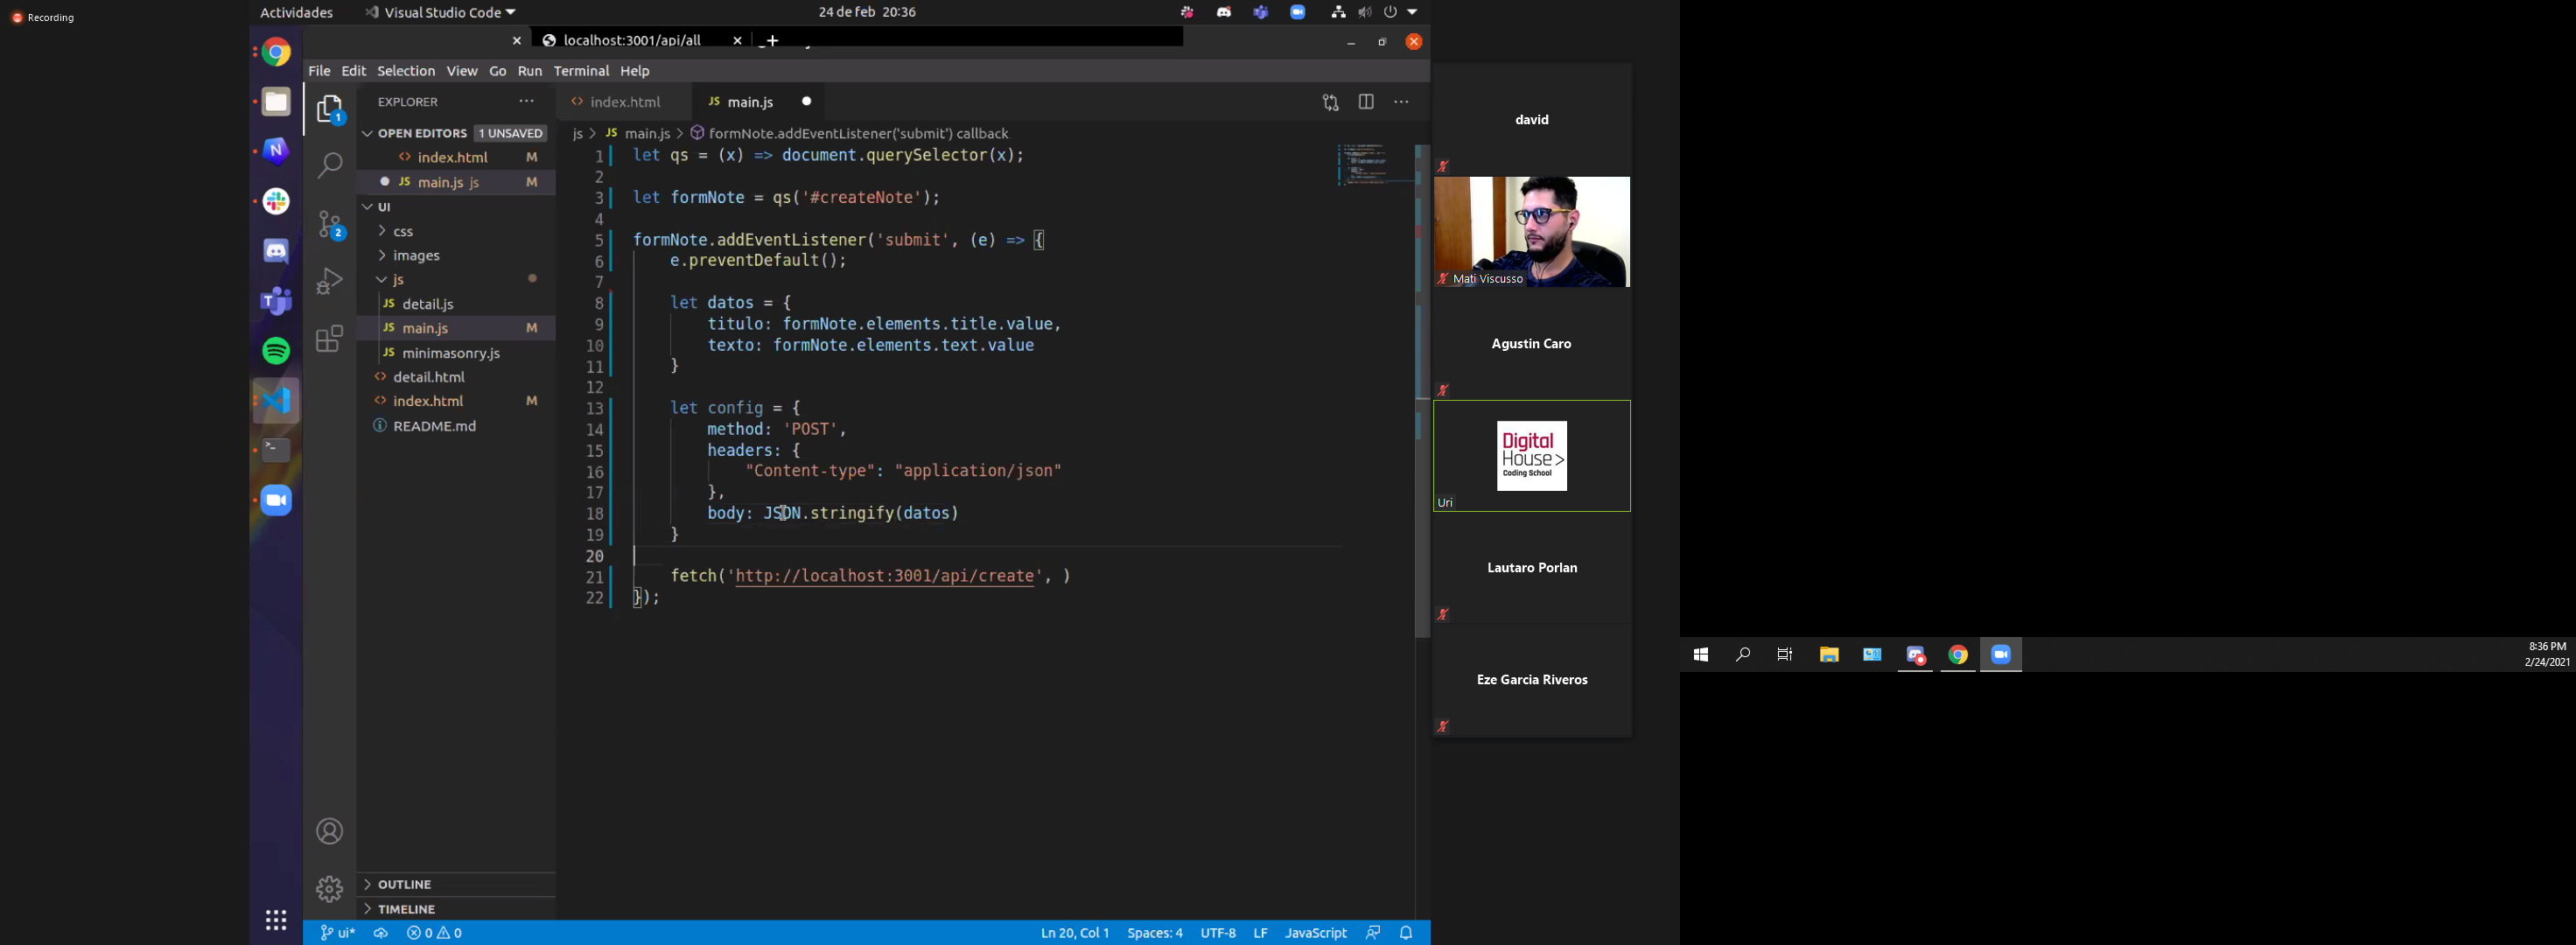 Recording
Actividades
Visual Studio Code
24 de feb 20:36
localhost:3001/api/all
File Edit Selection View Go Run Terminal Help
EXPLORER
OPEN EDITORS 1 UNSAVED
index.html M
main.js js M
UI
css
images
js
JS detail.js
JS main.js M
JS minimasonry.js
detail.html
index.html M
README.md
OUTLINE
TIMELINE
1
2
index.html
JS main.js
js > JS main.js > formNote.addEventListener('submit') callback
1 let qs = (x) => document.querySelector(x);
2
3 let formNote = qs('#createNote');
4
5 formNote.addEventListener('submit', (e) => {
6     e.preventDefault();
7
8     let datos = {
9         titulo: formNote.elements.title.value,
10         texto: formNote.elements.text.value
11     }
12
13     let config = {
14         method: 'POST',
15         headers: {
16             "Content-type": "application/json"
17         },
18         body: JSON.stringify(datos)
19     }
20
21     fetch('http://localhost:3001/api/create', )
22 });
ui* 0 0
Ln 20, Col 1 Spaces: 4 UTF-8 LF JavaScript
david
Mati Viscusso
Agustin Caro
Digital
House>
Coding School
Uri
Lautaro Porlan
Eze Garcia Riveros
8:36 PM
2/24/2021